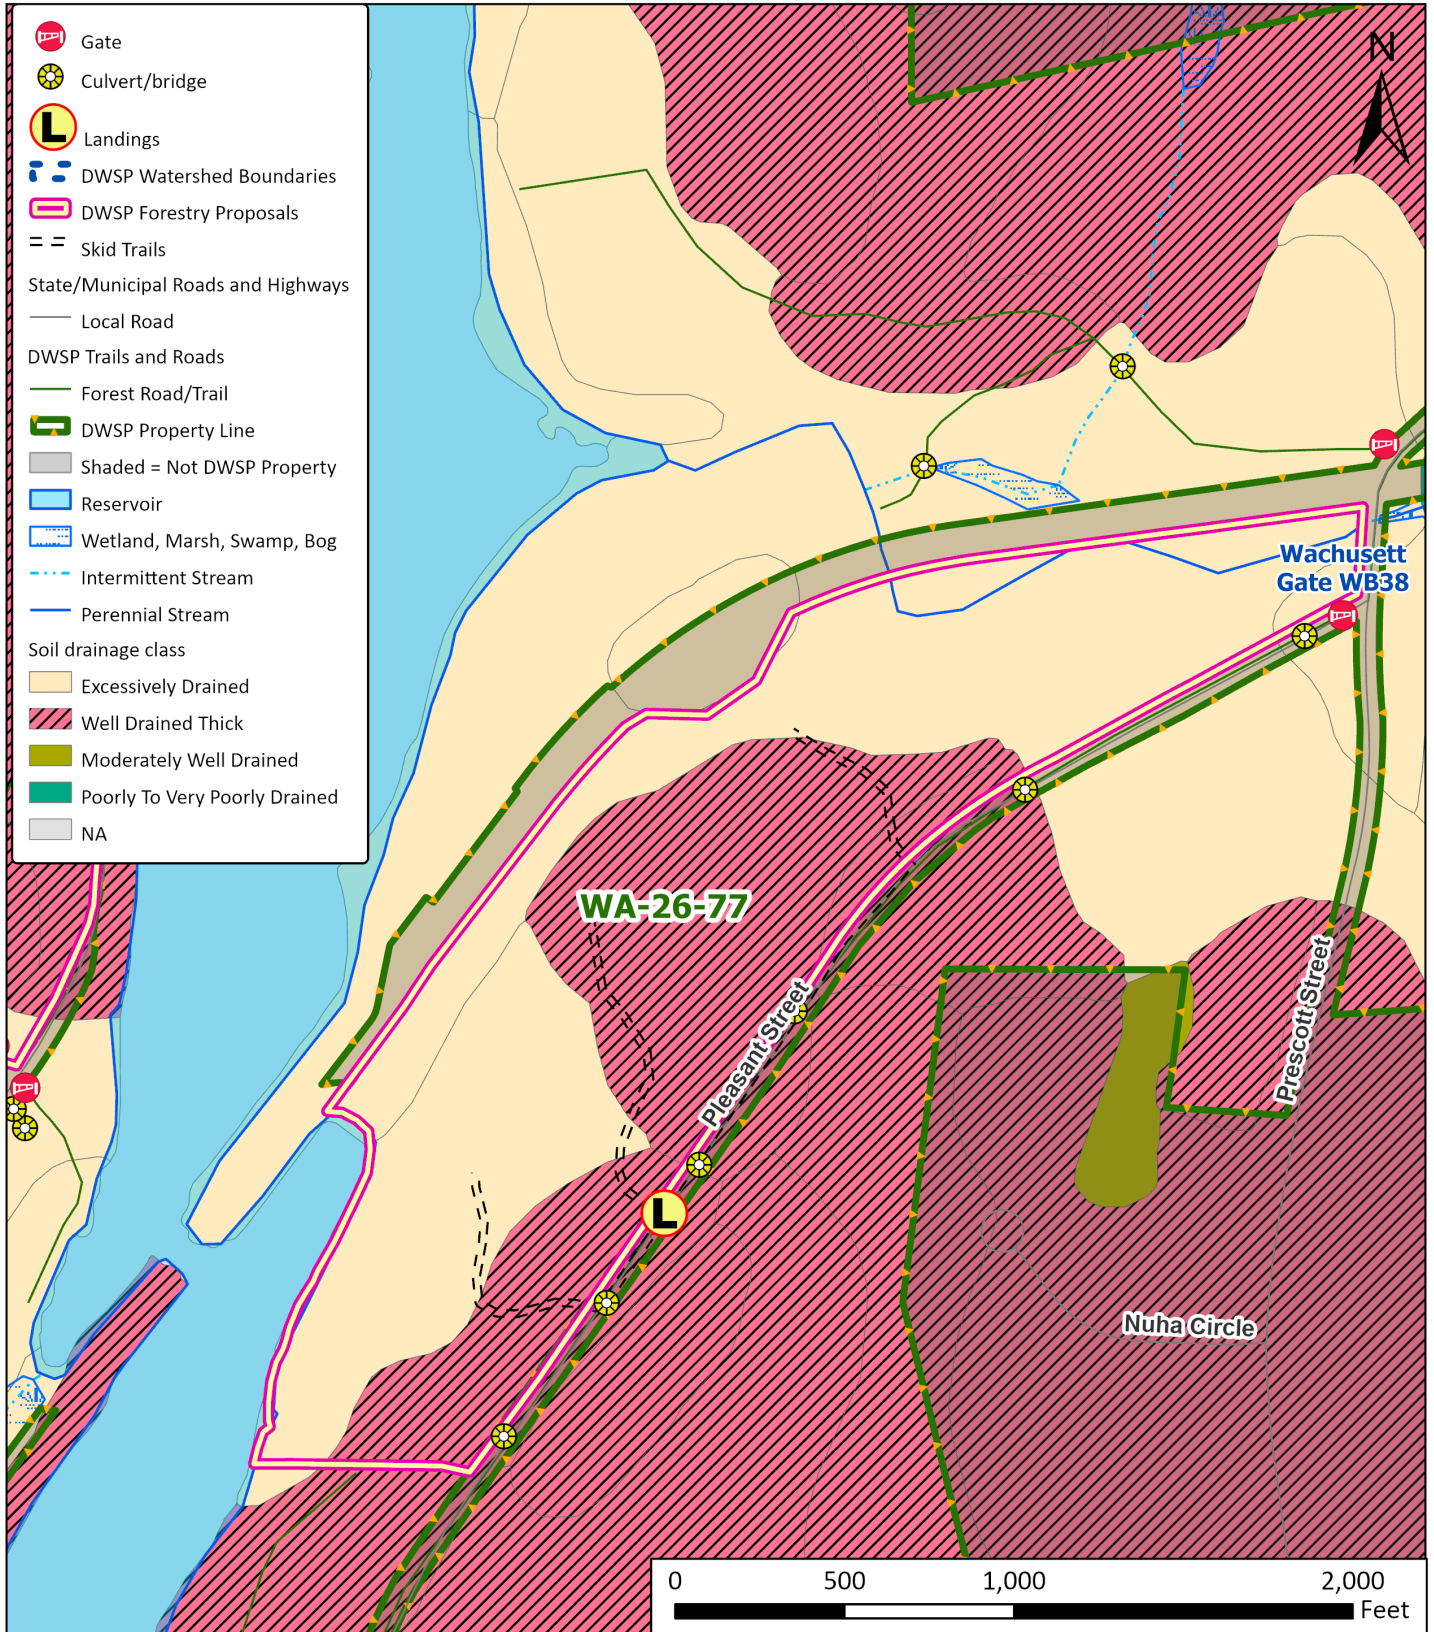 Gate
Culvert/bridge
L
Landings
DWSP Watershed Boundaries
DWSP Forestry Proposals
Skid Trails
State/Municipal Roads and Highways
Local Road
DWSP Trails and Roads
Forest Road/Trail
DWSP Property Line
Shaded = Not DWSP Property
Reservoir
Wetland, Marsh, Swamp, Bog
Intermittent Stream
Perennial Stream
Soil drainage class
Excessively Drained
Well Drained Thick
Moderately Well Drained
Poorly To Very Poorly Drained
NA
N
Wachusett
Gate WB38
WA-26-77
Pleasant Street
Prescott Street
L
Nuha Circle
0 500 1,000 2,000
Feet